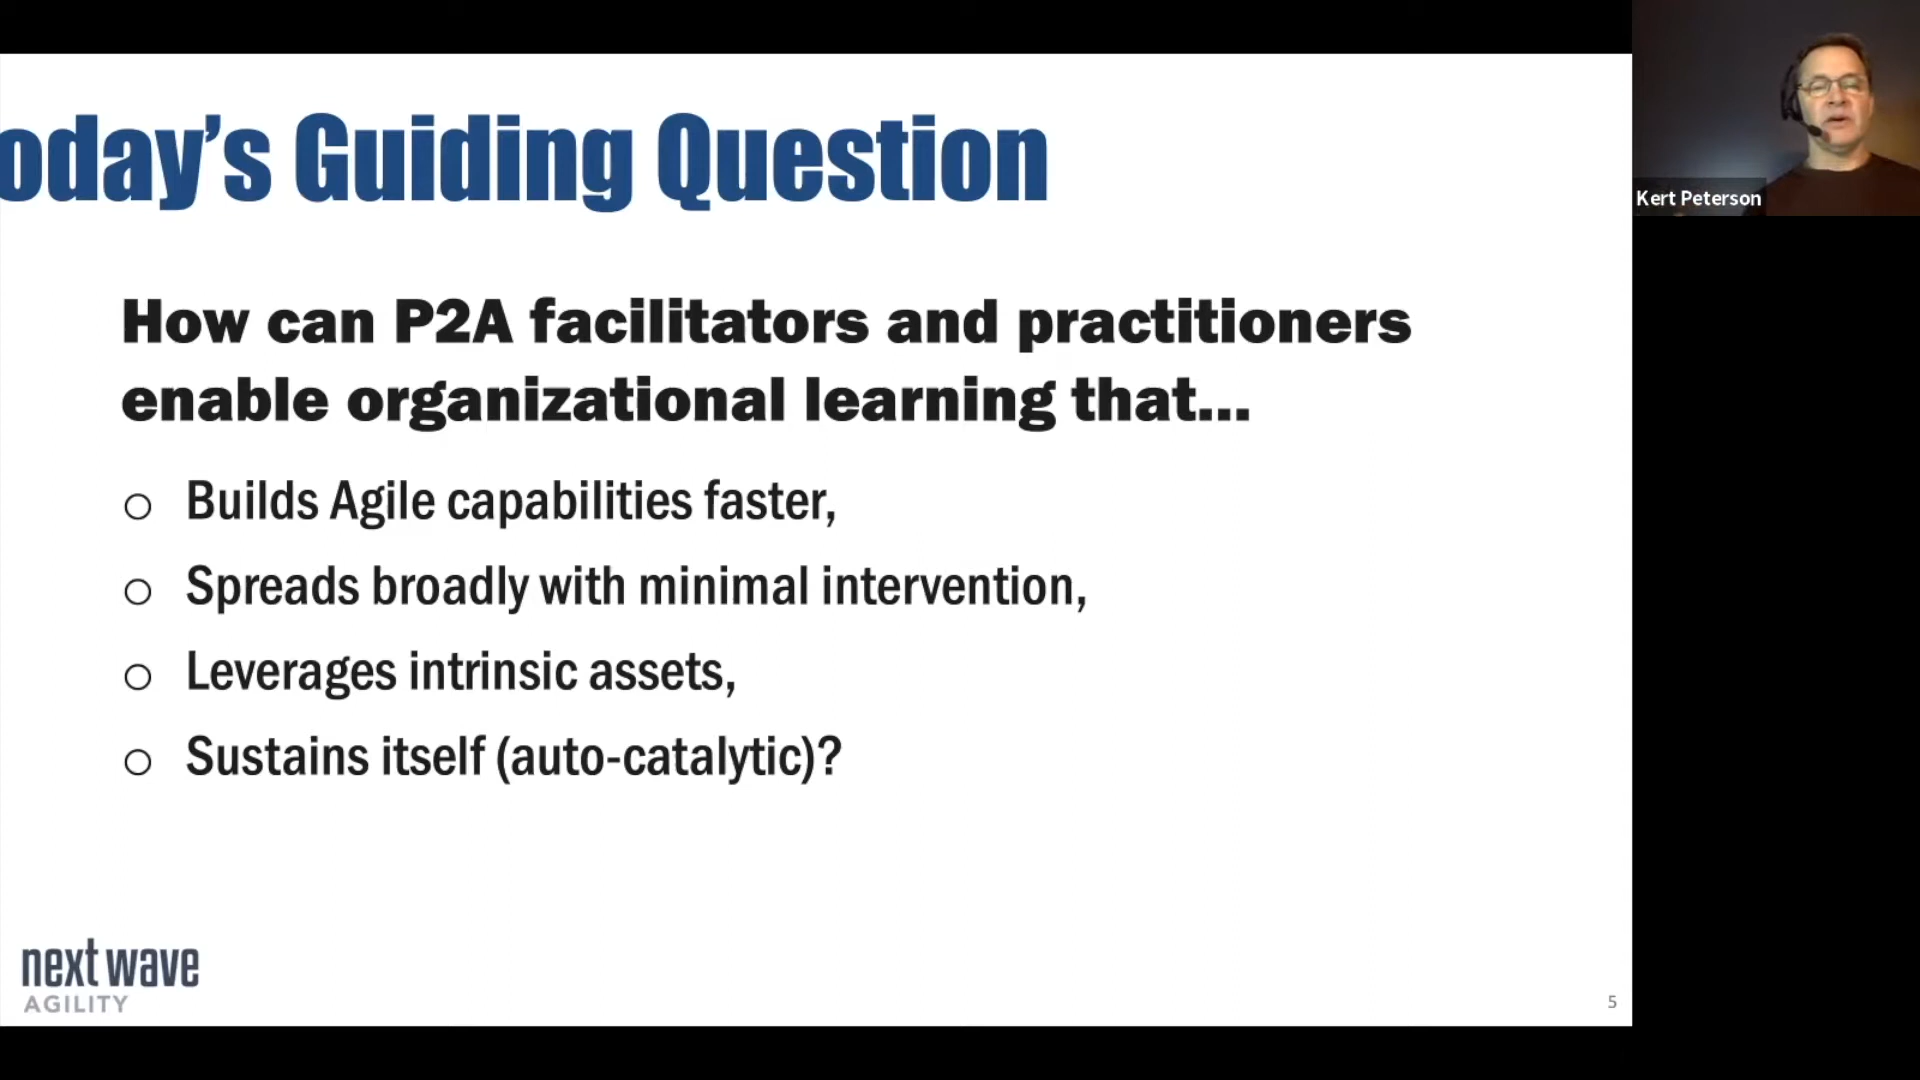 oday’s Guiding Question
Kert Peterson
How can P2A facilitators and practitioners
enable organizational learning that...
Builds Agile capabilities faster,
Spreads broadly with minimal intervention,
Leverages intrinsic assets,
Sustains itself (auto-catalytic)?
next wave
AGILITY
5